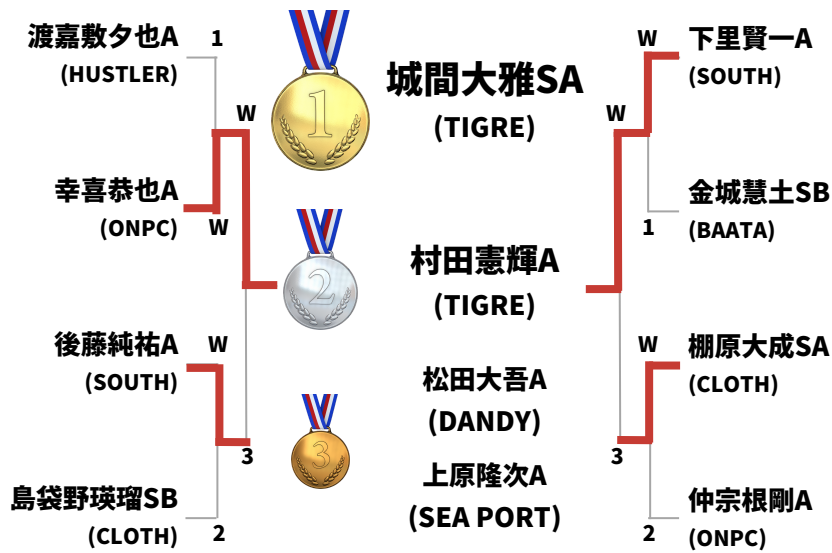 渡嘉敷夕也A
(HUSTLER)
1
W
幸喜恭也A
(ONPC)
W
後藤純祐A
(SOUTH)
W
3
島袋野瑛瑠SB
(CLOTH)
2
1
城間大雅SA
(TIGRE)
2
村田憲輝A
(TIGRE)
3
松田大吾A
(DANDY)
上原隆次A
(SEA PORT)
W
下里賢一A
(SOUTH)
W
金城慧土SB
(BAATA)
1
W
棚原大成SA
(CLOTH)
3
仲宗根剛A
(ONPC)
2